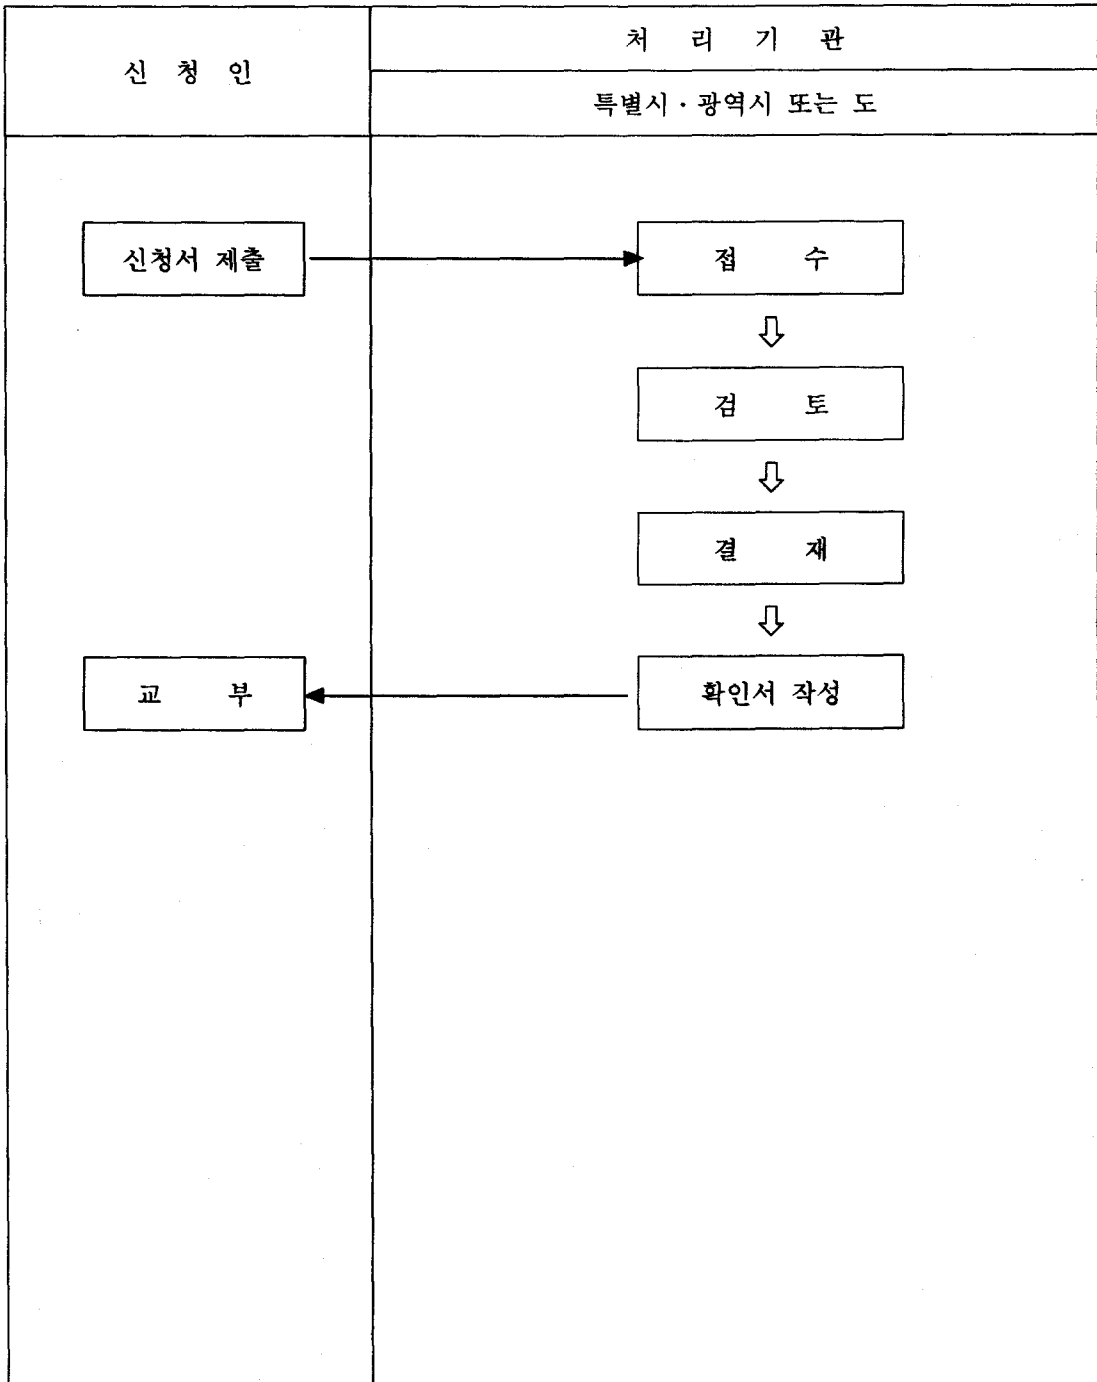 신 청 인
처 리 기 관
특별시 · 광역시 또는 도
신청서 제출
접 수
검 토
결 재
교 부
확인서 작성